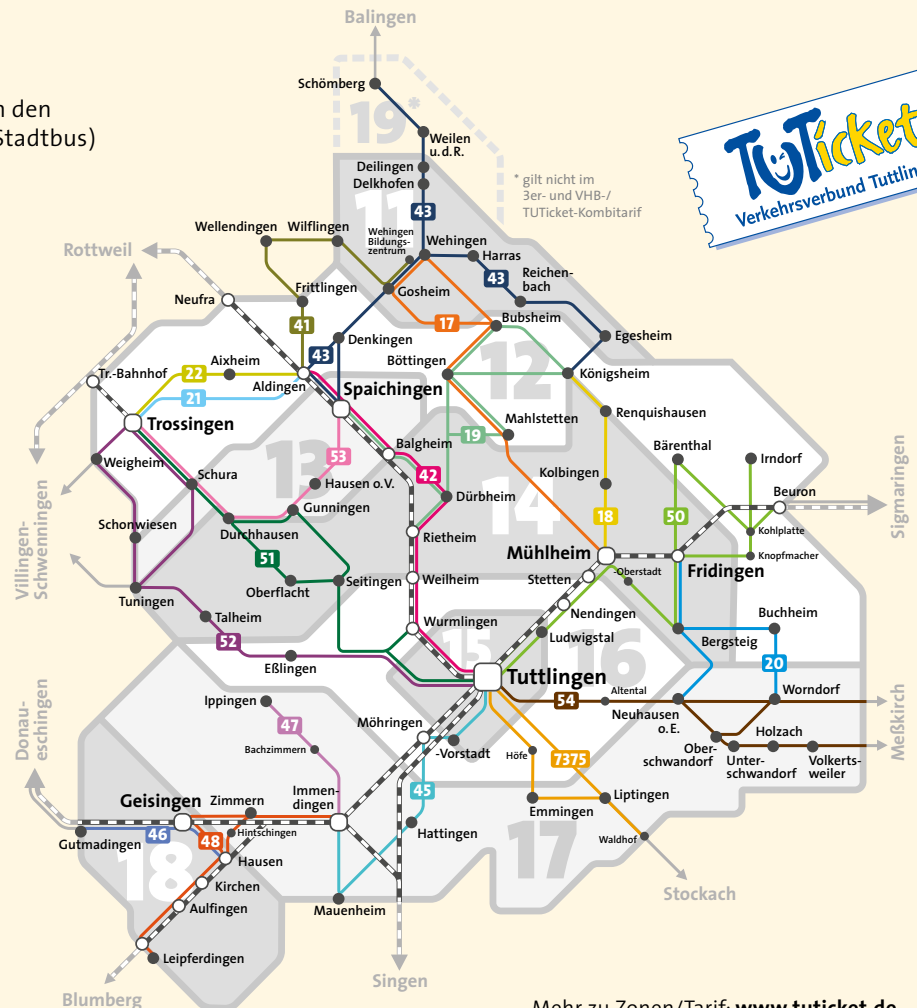 Balingen
n den
Stadtbus)
Schömberg
19*
Weilen
u.d.R.
TUTicket
Verkehrsverbund
Deilingen
Delkhofen
* gilt nicht im
3er- und VHB-/
TUTicket-Kombitarif
11
43
Wellendingen
Wilflingen
Wehingen
Bildungs-
zentrum
Wehingen
Rottweil
Harras
43
Reichen-
bach
Neufra
Frittlingen
Gosheim
41
17
Bubsheim
Egesheim
43
Denkingen
Aixheim
22
Böttingen
12
Königsheim
Tr.-Bahnhof
21
Aldingen
Spaichingen
Trossingen
Mahlstetten
Renquishausen
13
53
Balgheim
19
Bärenthal
Irndorf
Weigheim
Schura
42
Kolbingen
Hausen o.V.
Dürbheim
14
Beuron
Sigmaringen
Gunningen
18
50
Villingen-
Schwenningen
Schonwiesen
Durchhausen
Rietheim
Kohlplatte
51
Mühlheim
Knopfmacher
Fridingen
Oberflacht
Seitingen
Weilheim
Stetten
-Oberstadt
Tuningen
Talheim
Nendingen
Buchheim
52
Wurmlingen
Ludwigstal
Bergsteig
Eßlingen
15
16
20
Tuttlingen
Donau-
eschingen
Ippingen
54
Altental
Neuhausen
o.E.
Worndorf
Meßkirch
47
Möhringen
Bachzimmern
-Vorstadt
Höfe
7375
Ober-
schwandorf
Holzach
Unter-
schwandorf
Volkerts-
weiler
Geisingen
Zimmern
Immen-
dingen
45
Emmingen
Liptingen
Gutmadingen
46
48
Hintschingen
Hattingen
Waldhof
18
Hausen
17
Kirchen
Aulfingen
Mauenheim
Stockach
Leipferdingen
Singen
Blumberg
Mehr zu Zonen/Tarif: www.tuticket.de